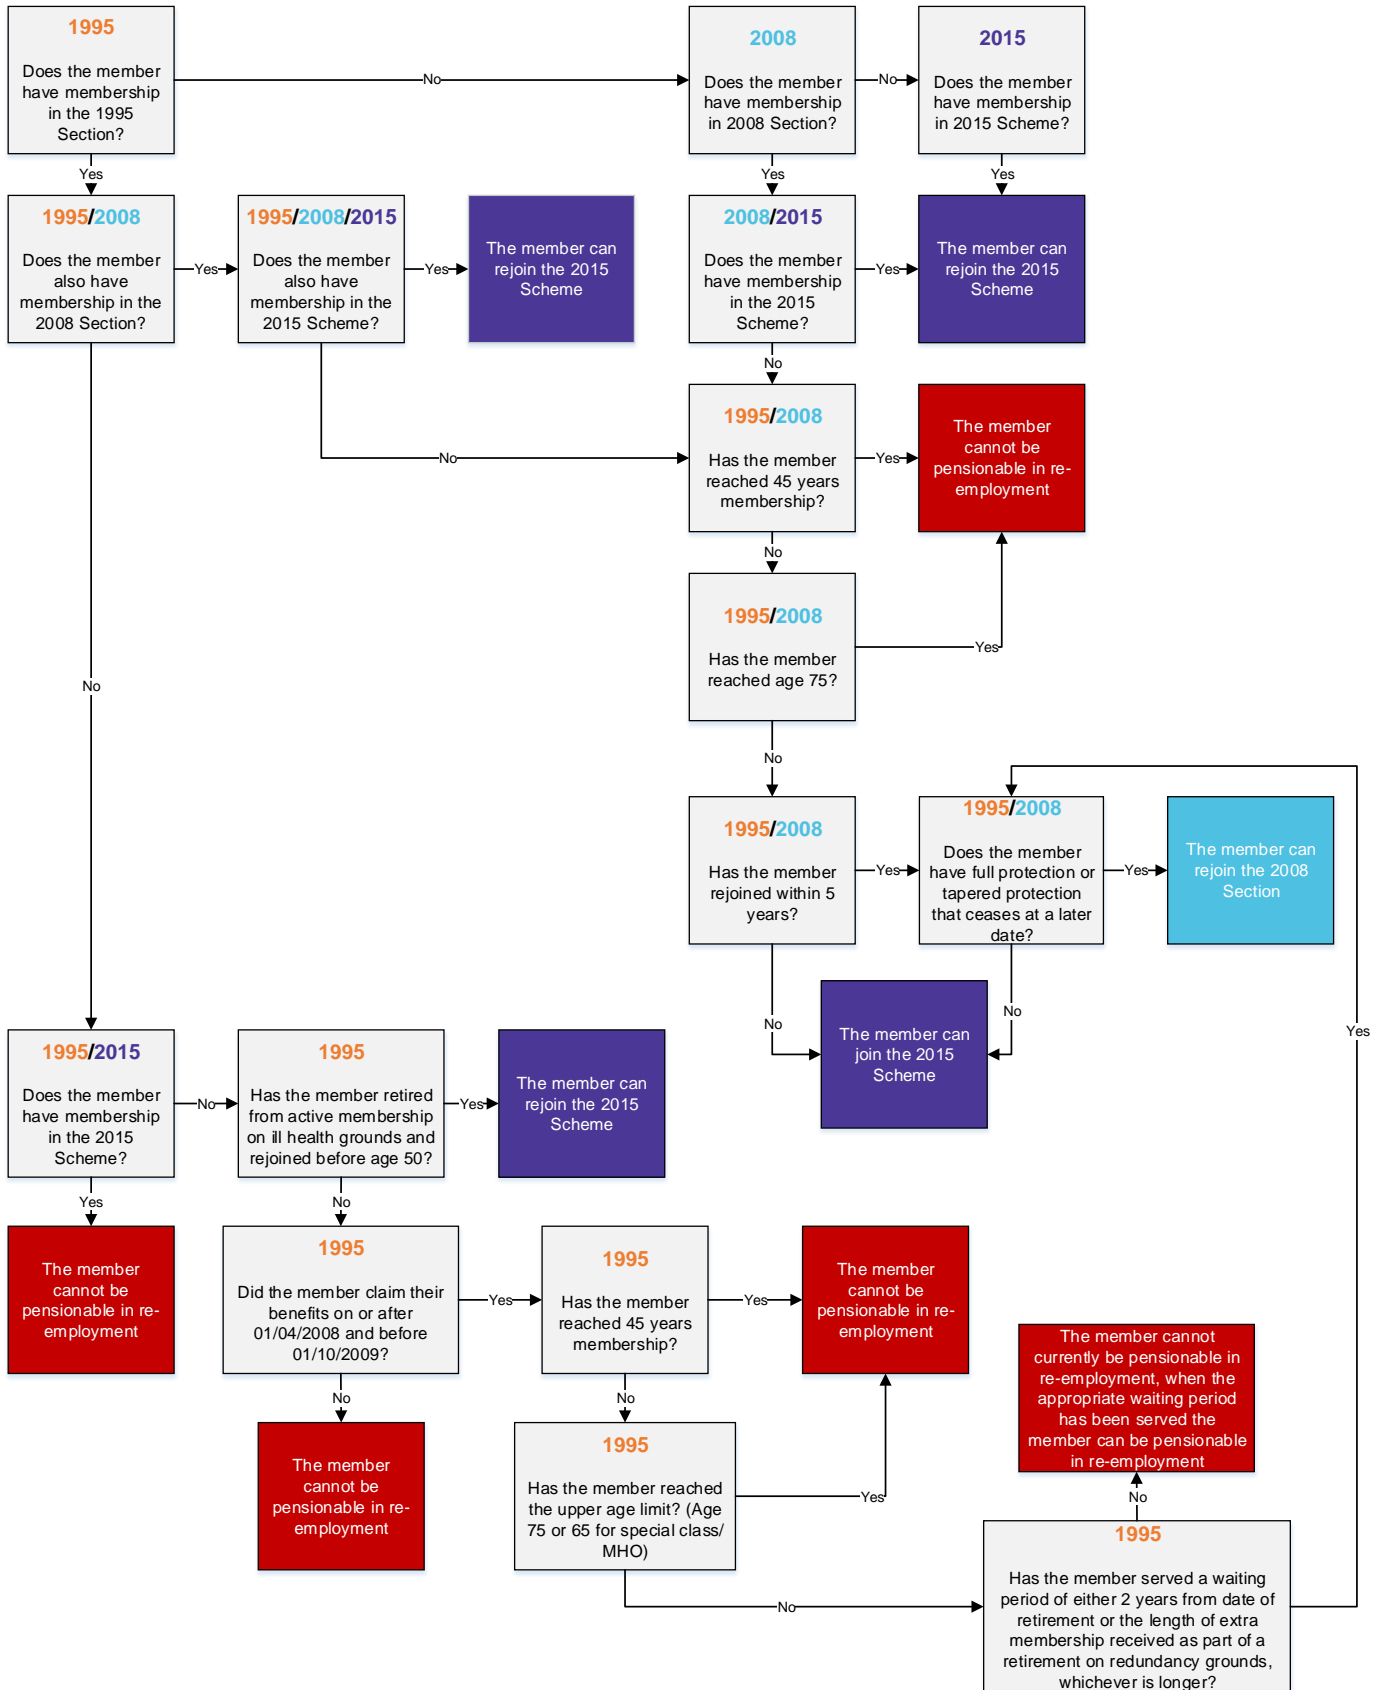 1995
Does the member
have membership
in the 1995
Section?
No
2008
Does the member
have membership
in 2008 Section?
No
2015
Does the member
have membership
in 2015 Scheme?
Yes
Yes
Yes
1995/2008
Does the member
also have
membership in the
2008 Section?
Yes
1995/2008/2015
Does the member
also have
membership in the
2015 Scheme?
Yes
The member can
rejoin the 2015
Scheme
2008/2015
Does the member
have membership
in the 2015
Scheme?
Yes
The member can
rejoin the 2015
Scheme
No
No
1995/2008
Has the member
reached 45 years
membership?
Yes
The member
cannot be
pensionable in re-
employment
No
1995/2008
Has the member
reached age 75?
Yes
No
No
1995/2008
Has the member
rejoined within 5
years?
Yes
1995/2008
Does the member
have full protection or
tapered protection
that ceases at a later
date?
Yes
The member can
rejoin the 2008
Section
No
No
The member can
join the 2015
Scheme
Yes
1995/2015
Does the member
have membership
in the 2015
Scheme?
No
1995
Has the member retired
from active membership
on ill health grounds and
rejoined before age 50?
Yes
The member can
rejoin the 2015
Scheme
Yes
No
The member
cannot be
pensionable in re-
employment
1995
Did the member claim their
benefits on or after
01/04/2008 and before
01/10/2009?
Yes
1995
Has the member
reached 45 years
membership?
Yes
The member
cannot be
pensionable in re-
employment
No
No
The member
cannot be
pensionable in re-
employment
1995
Has the member reached
the upper age limit? (Age
75 or 65 for special class/
MHO)
Yes
The member cannot
currently be pensionable in
re-employment, when the
appropriate waiting period
has been served the
member can be pensionable
in re-employment
No
No
1995
Has the member served a waiting
period of either 2 years from date of
retirement or the length of extra
membership received as part of a
retirement on redundancy grounds,
whichever is longer?